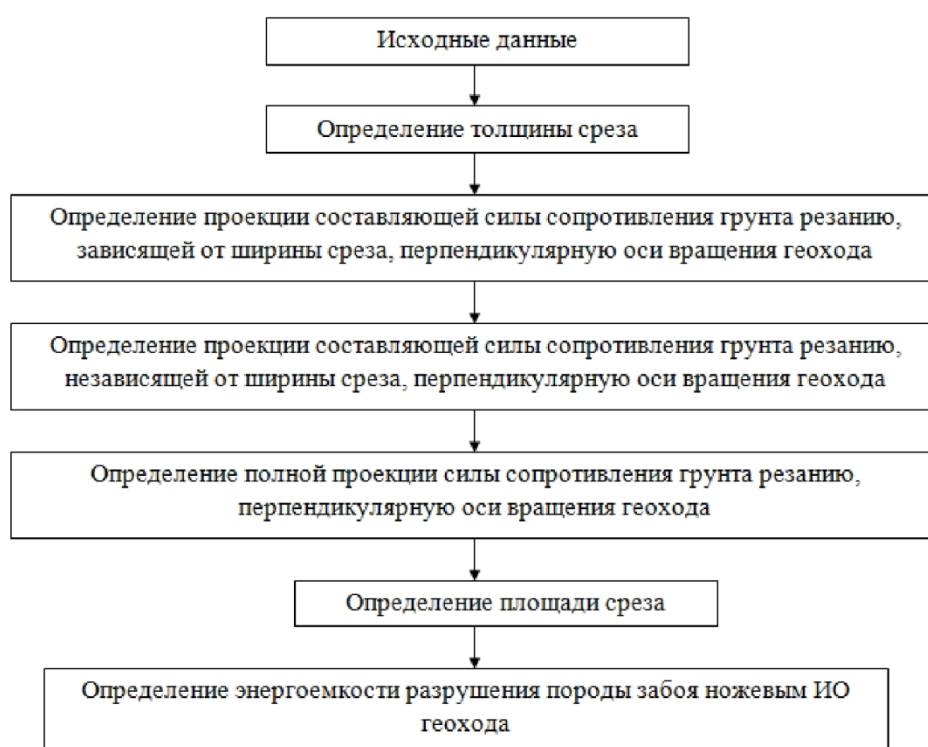 Исходные данные
Определение толщины среза
Определение проекции составляющей силы сопротивления грунта резанию,
зависящей от ширины среза, перпендикулярную оси вращения геохода
Определение проекции составляющей силы сопротивления грунта резанию,
независящей от ширины среза, перпендикулярную оси вращения геохода
Определение полной проекции силы сопротивления грунта резанию,
перпендикулярную оси вращения геохода
Определение площади среза
Определение энергоемкости разрушения породы забоя ножевым ИО
геохода